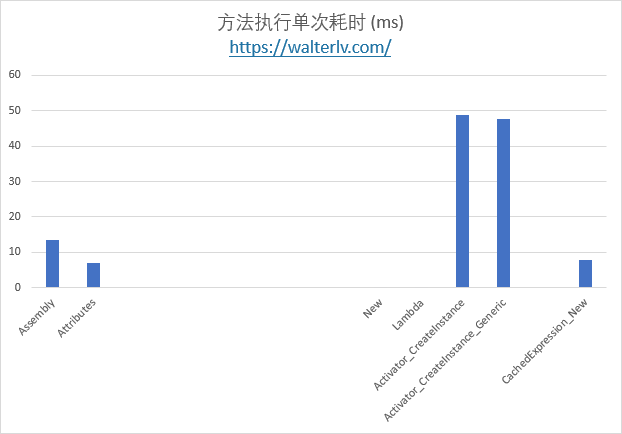 方法执行单次耗时 (ms)
https://walterlv.com/
60
50
40
30
20
10
0
Assembly
Attributes
New
Lambda
Activator_CreateInstance
Activator_CreateInstance_Generic
CachedExpression_New